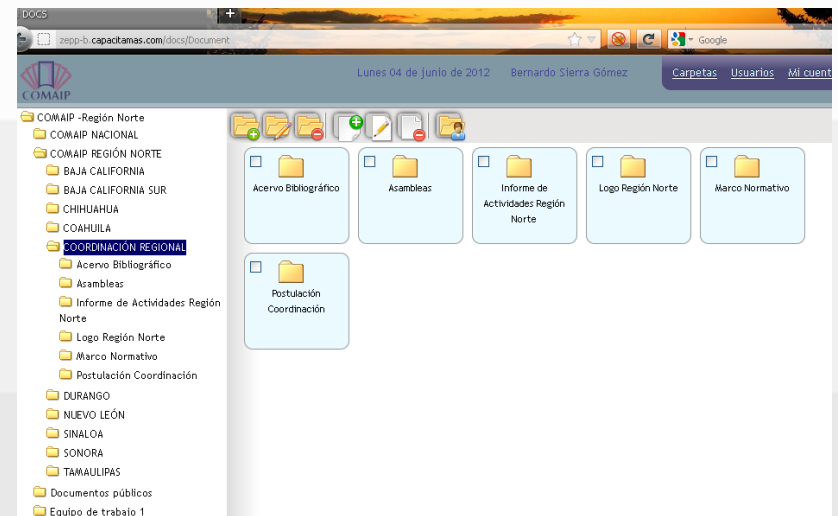 DOCS
zepp-b.capacitamas.com/docs/Document
Google
COMAIP
Lunes 04 de junio de 2012
Bernardo Sierra Gómez
Carpetas
Usuarios
Mi cuent
COMAIP -Región Norte
COMAIP NACIONAL
COMAIP REGIÓN NORTE
BAJA CALIFORNIA
BAJA CALIFORNIA SUR
CHIHUAHUA
COAHUILA
COORDINACIÓN REGIONAL
Acervo Bibliográfico
Asambleas
Informe de Actividades Región
Norte
Logo Región Norte
Marco Normativo
Postulación Coordinación
DURANGO
NUEVO LEÓN
SINALOA
SONORA
TAMAULIPAS
Documentos públicos
Equipo de trabajo 1
Acervo Bibliográfico
Asambleas
Informe de
Actividades Región
Norte
Logo Región Norte
Marco Normativo
Postulación
Coordinación